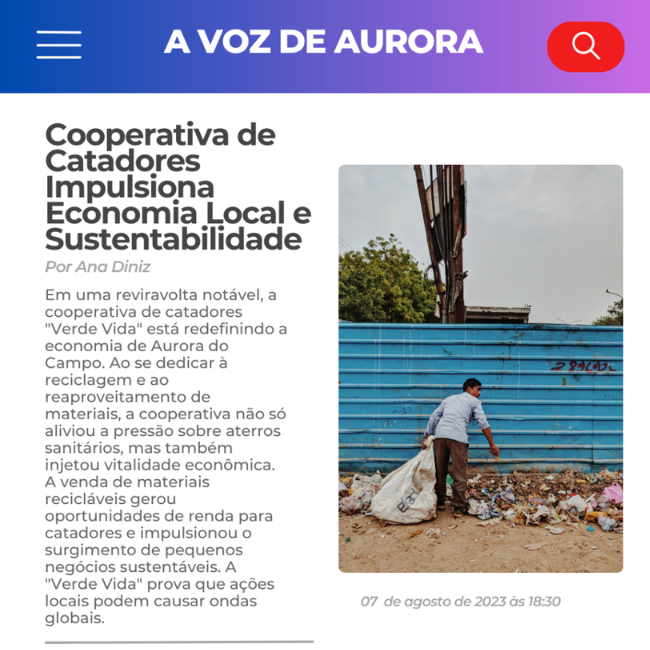 A VOZ DE AURORA
Cooperativa de
Catadores
Impulsiona
Economia Local e
Sustentabilidade
Por Ana Diniz
Em uma reviravolta notável, a
cooperativa de catadores
"Verde Vida" está redefinindo a
economia de Aurora do
Campo. Ao se dedicar à
reciclagem e ao
reaproveitamento de
materiais, a cooperativa não só
aliviou a pressão sobre aterros
sanitários, mas também
injetou vitalidade econômica.
A venda de materiais
recicláveis gerou
oportunidades de renda para
catadores e impulsionou o
surgimento de pequenos
negócios sustentáveis. A
"Verde Vida" prova que ações
locais podem causar ondas
globais.
07 de agosto de 2023 às 18:30